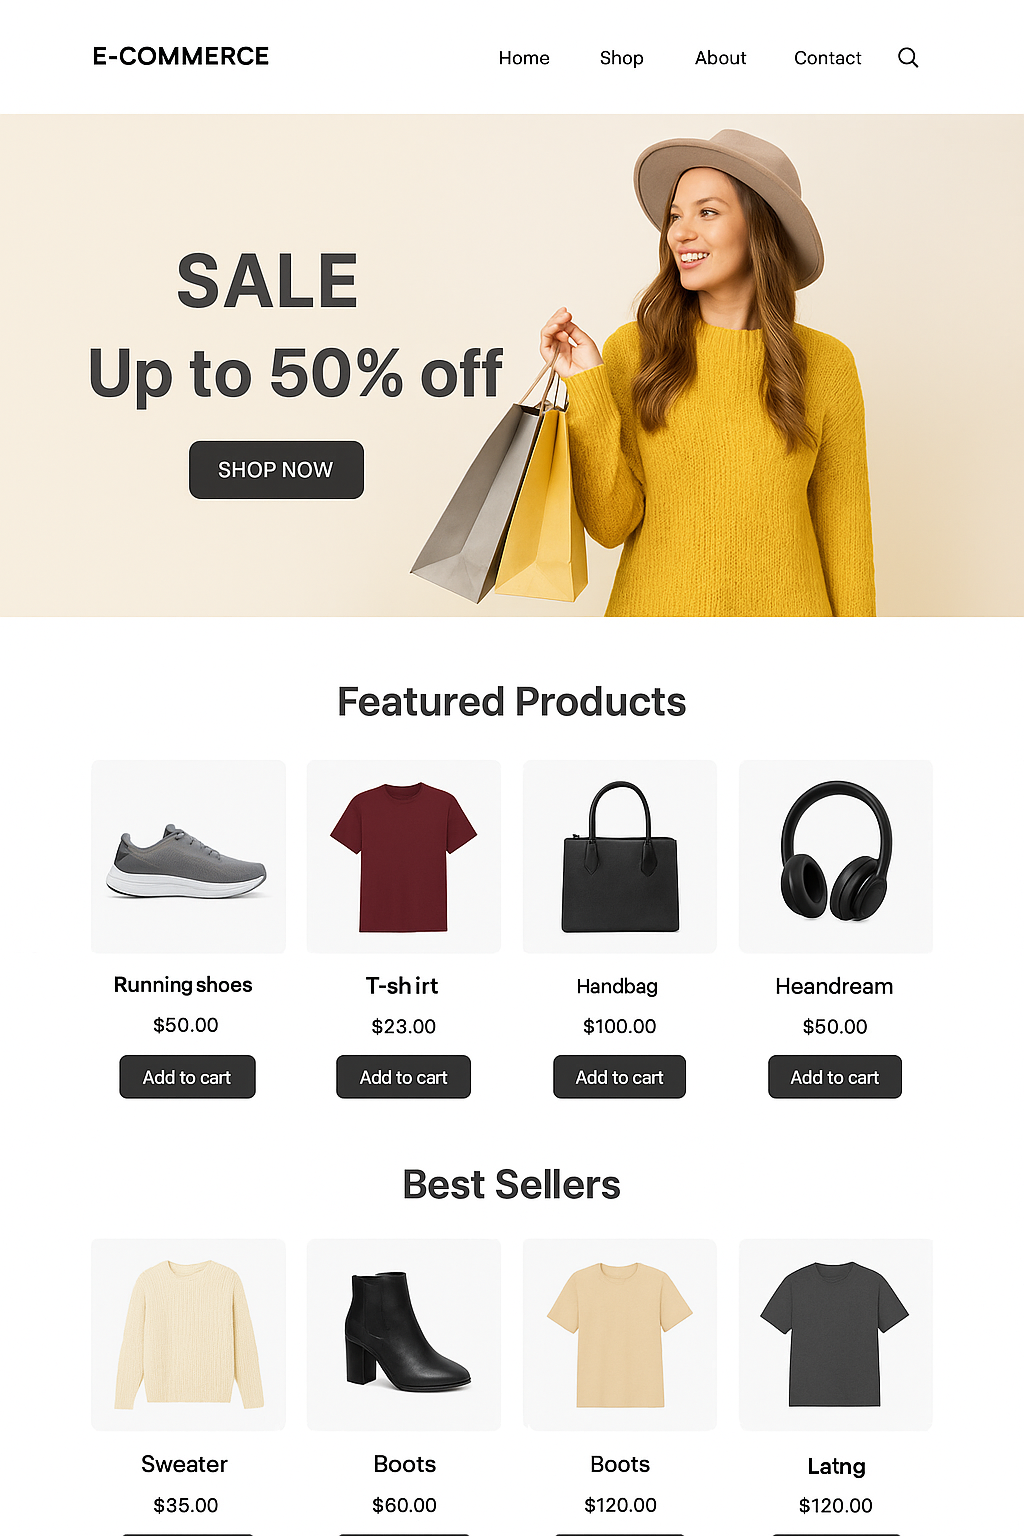 E-COMMERCE
Home Shop About Contact
SALE
Up to 50% off
SHOP NOW
Featured Products
Running shoes T-sh irt Handbag Heandream
$50.00 $23.00 $100.00 $50.00
Add to cart Add to cart Add to cart Add to cart
Best Sellers
Sweater Boots Boots Latng
$35.00 $60.00 $120.00 $120.00